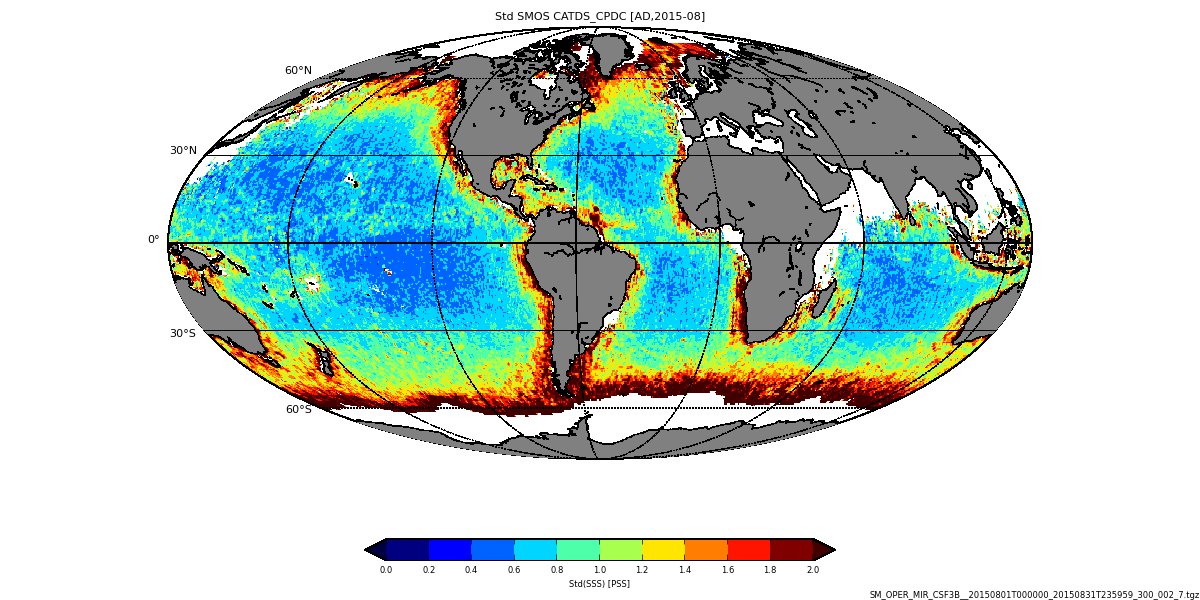 Std SMOS CATDS_CPDC [AD,2015-08]
60°N
30°N
0°
30°S
60°S
0.0 0.2 0.4 0.6 0.8 1.0 1.2 1.4 1.6 1.8 2.0
Std(SSS) [PSS]
SM_OPER_MIR_CSF3B__20150801T000000_20150831T235959_300_002_7.tgz